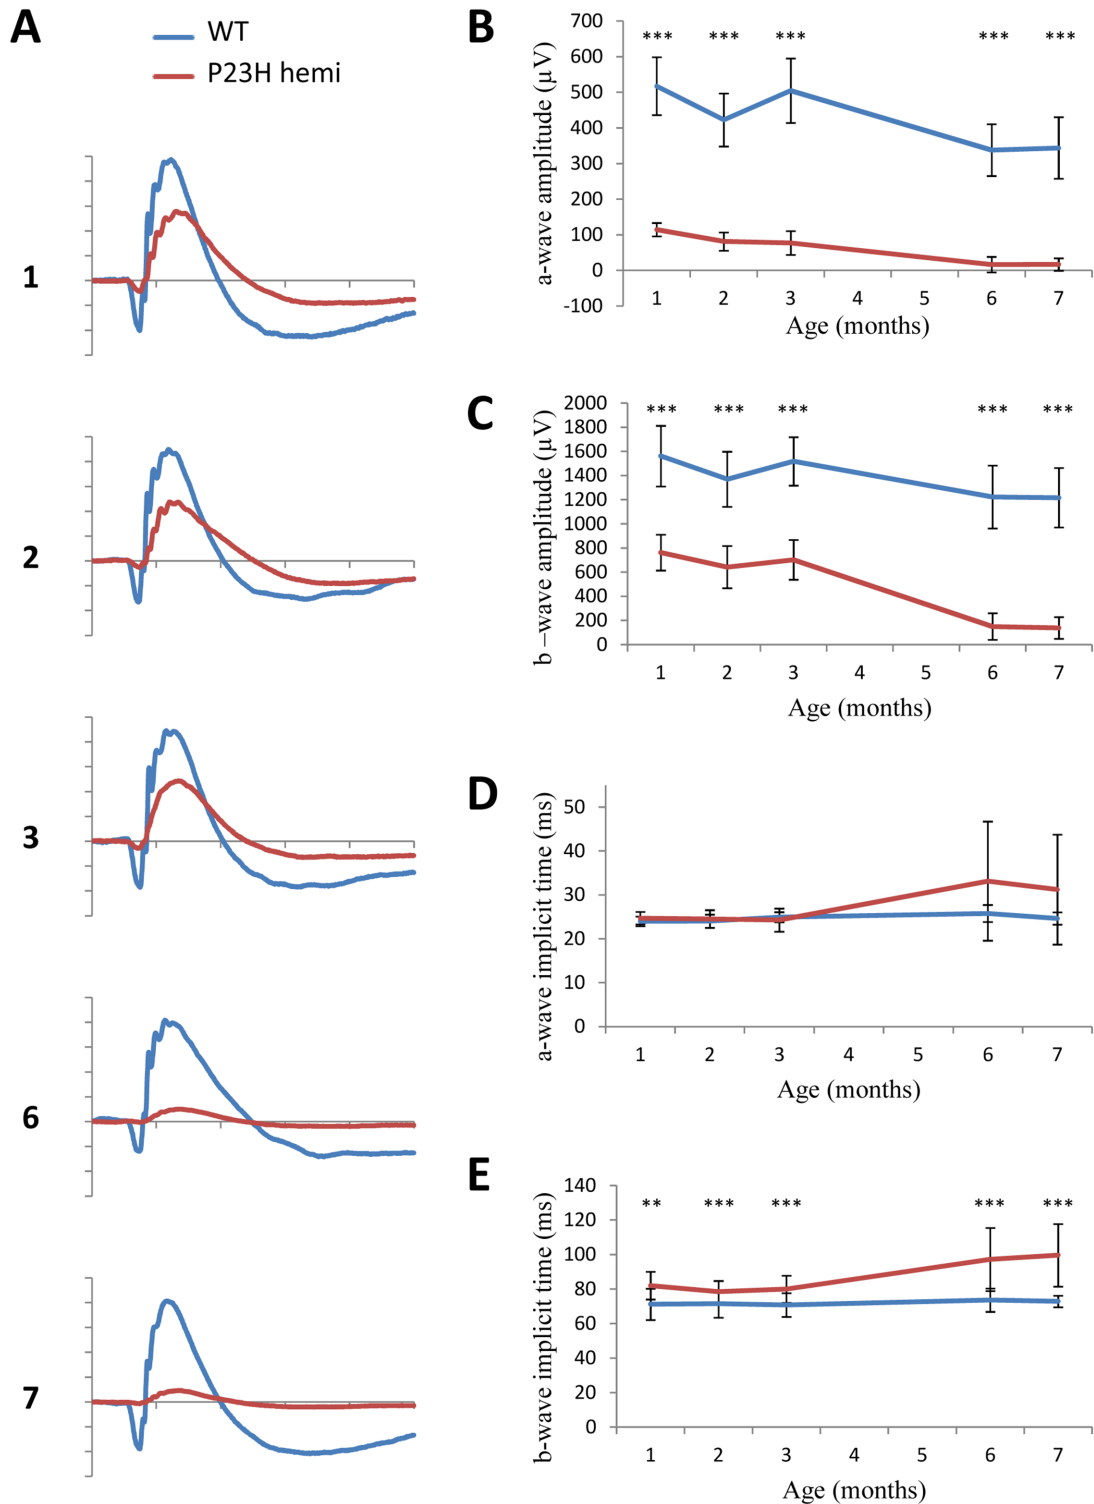 A
WT
P23H hemi
1
2
3
6
7
B
a-wave amplitude (µV)
700
600
500
400
300
200
100
0
-100
*** *** *** *** ***
1 2 3 4 5 6 7
Age (months)
C
b –wave amplitude (µV)
2000
1800
1600
1400
1200
1000
800
600
400
200
0
*** *** *** *** ***
1 2 3 4 5 6 7
Age (months)
D
a-wave implicit time (ms)
50
40
30
20
10
0
1 2 3 4 5 6 7
Age (months)
E
b-wave implicit time (ms)
140
120
100
80
60
40
20
0
** *** *** *** ***
1 2 3 4 5 6 7
Age (months)